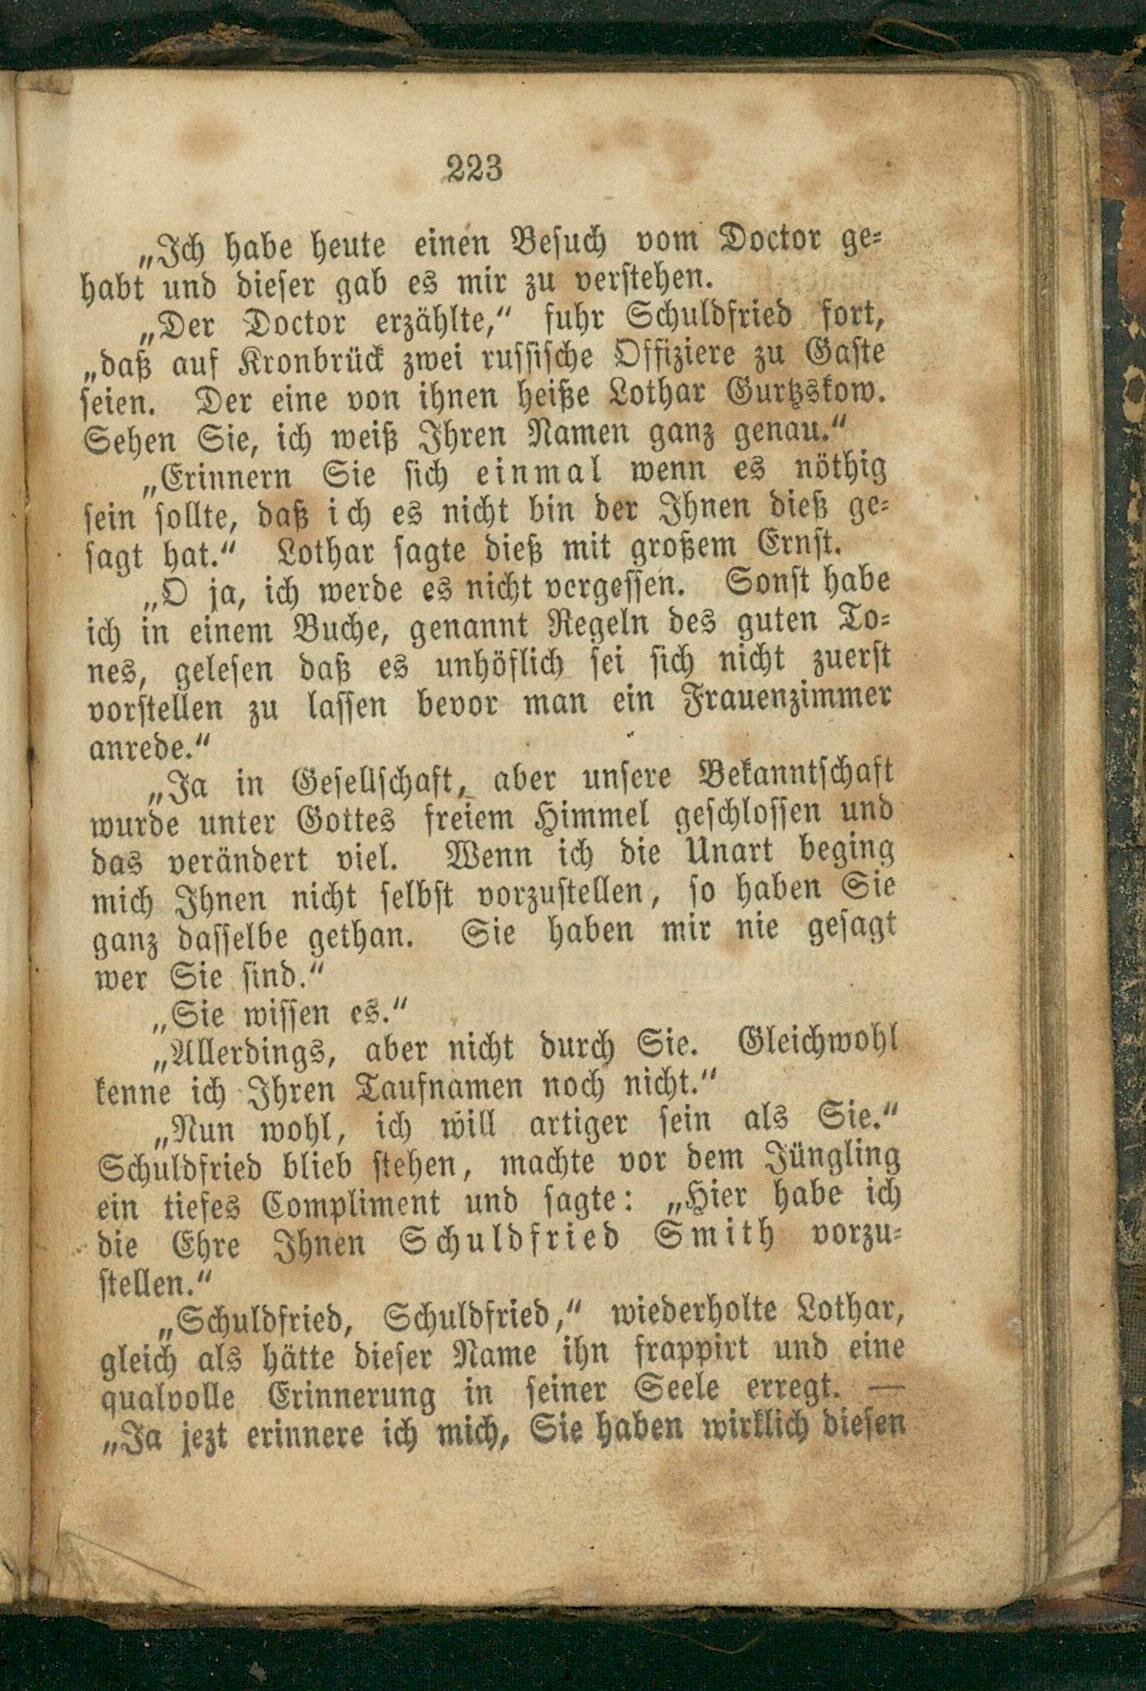 223
„Ich habe heute einen Besuch vom Doctor ge-
habt und dieser gab es mir zu verstehen.
„Der Doctor erzählte,“ fuhr Schuldfried fort,
„daß auf Kronbrück zwei russische Offiziere zu Gaste
seien. Der eine von ihnen heiße Lothar Gurtzskow.
Sehen Sie, ich weiß Ihren Namen ganz genau.“
„Erinnern Sie sich einmal wenn es nöthig
sein sollte, daß ich es nicht bin der Ihnen dieß ge-
sagt hat.“ Lothar sagte dieß mit großem Ernst.
„O ja, ich werde es nicht vergessen. Sonst habe
ich in einem Buche, genannt Regeln des guten To-
nes, gelesen daß es unhöflich sei sich nicht zuerst
vorstellen zu lassen bevor man ein Frauenzimmer
anrede.“
„Ja in Gesellschaft, aber unsere Bekanntschaft
wurde unter Gottes freiem Himmel geschlossen und
das verändert viel. Wenn ich die Unart beging
mich Ihnen nicht selbst vorzustellen, so haben Sie
ganz dasselbe gethan. Sie haben mir nie gesagt
wer Sie sind.“
„Sie wissen es.“
„Allerdings, aber nicht durch Sie. Gleichwohl
kenne ich Ihren Taufnamen noch nicht.“
„Nun wohl, ich will artiger sein als Sie.“
Schuldfried blieb stehen, machte vor dem Jüngling
ein tiefes Compliment und sagte: „Hier habe ich
die Ehre Ihnen Schuldfried Smith vorzu-
stellen.“
„Schuldfried, Schuldfried,“ wiederholte Lothar,
gleich als hätte dieser Name ihn frappirt und eine
qualvolle Erinnerung in seiner Seele erregt. —
„Ja jezt erinnere ich mich, Sie haben wirklich diesen